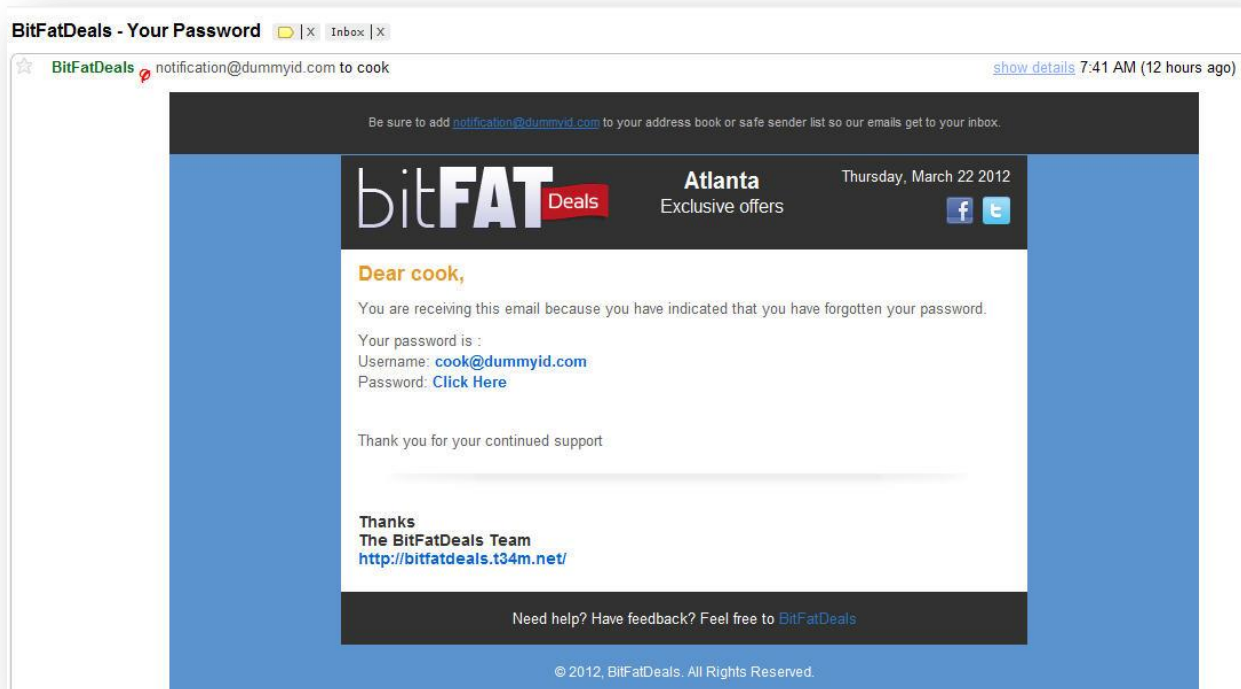 BitFatDeals - Your Password X Inbox X
BitFatDeals notification@dummyid.com to cook show details 7:41 AM (12 hours ago)
Be sure to add notification@dummyid.com to your address book or safe sender list so our emails get to your inbox.
bitFAT Deals
Atlanta
Exclusive offers
Thursday, March 22 2012
f t
Dear cook,
You are receiving this email because you have indicated that you have forgotten your password.
Your password is :
Username: cook@dummyid.com
Password: Click Here
Thank you for your continued support
Thanks
The BitFatDeals Team
http://bitfatdeals.t34m.net/
Need help? Have feedback? Feel free to BitFatDeals
© 2012, BitFatDeals. All Rights Reserved.